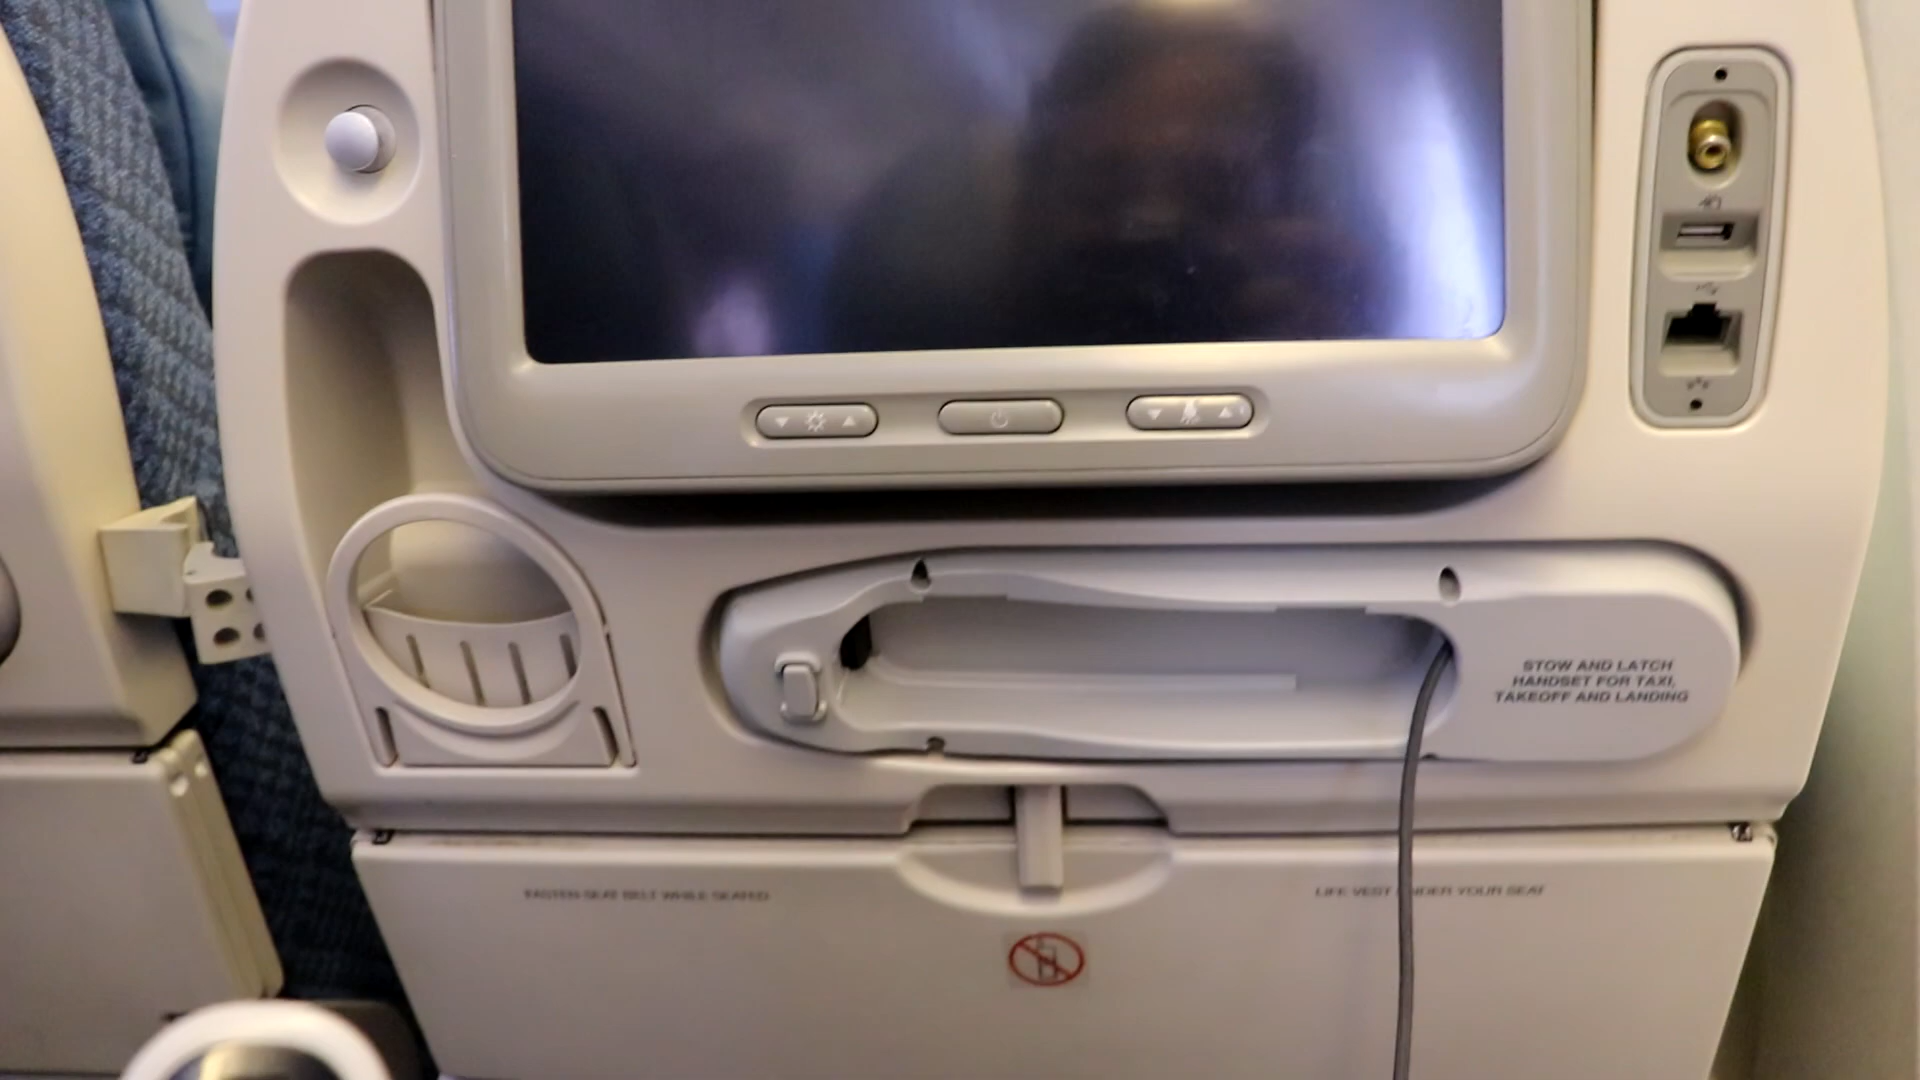 STOW AND LATCH
HANDSET FOR TAXI,
TAKEOFF AND LANDING
FASTEN SEAT BELT WHILE SEATED
LIFE VEST UNDER YOUR SEAT